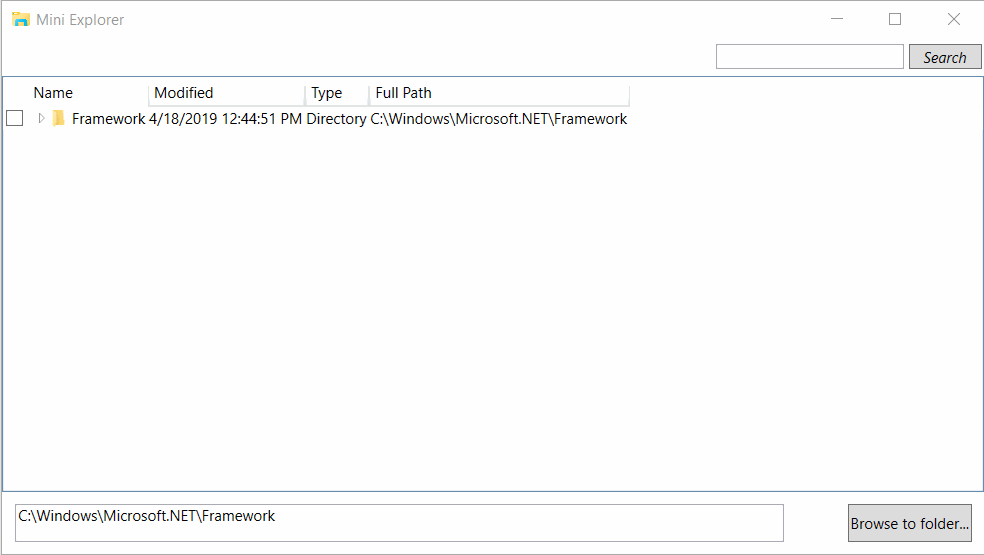 Mini Explorer
Search
Name Modified Type Full Path
Framework 4/18/2019 12:44:51 PM Directory C:\Windows\Microsoft.NET\Framework
C:\Windows\Microsoft.NET\Framework
Browse to folder...